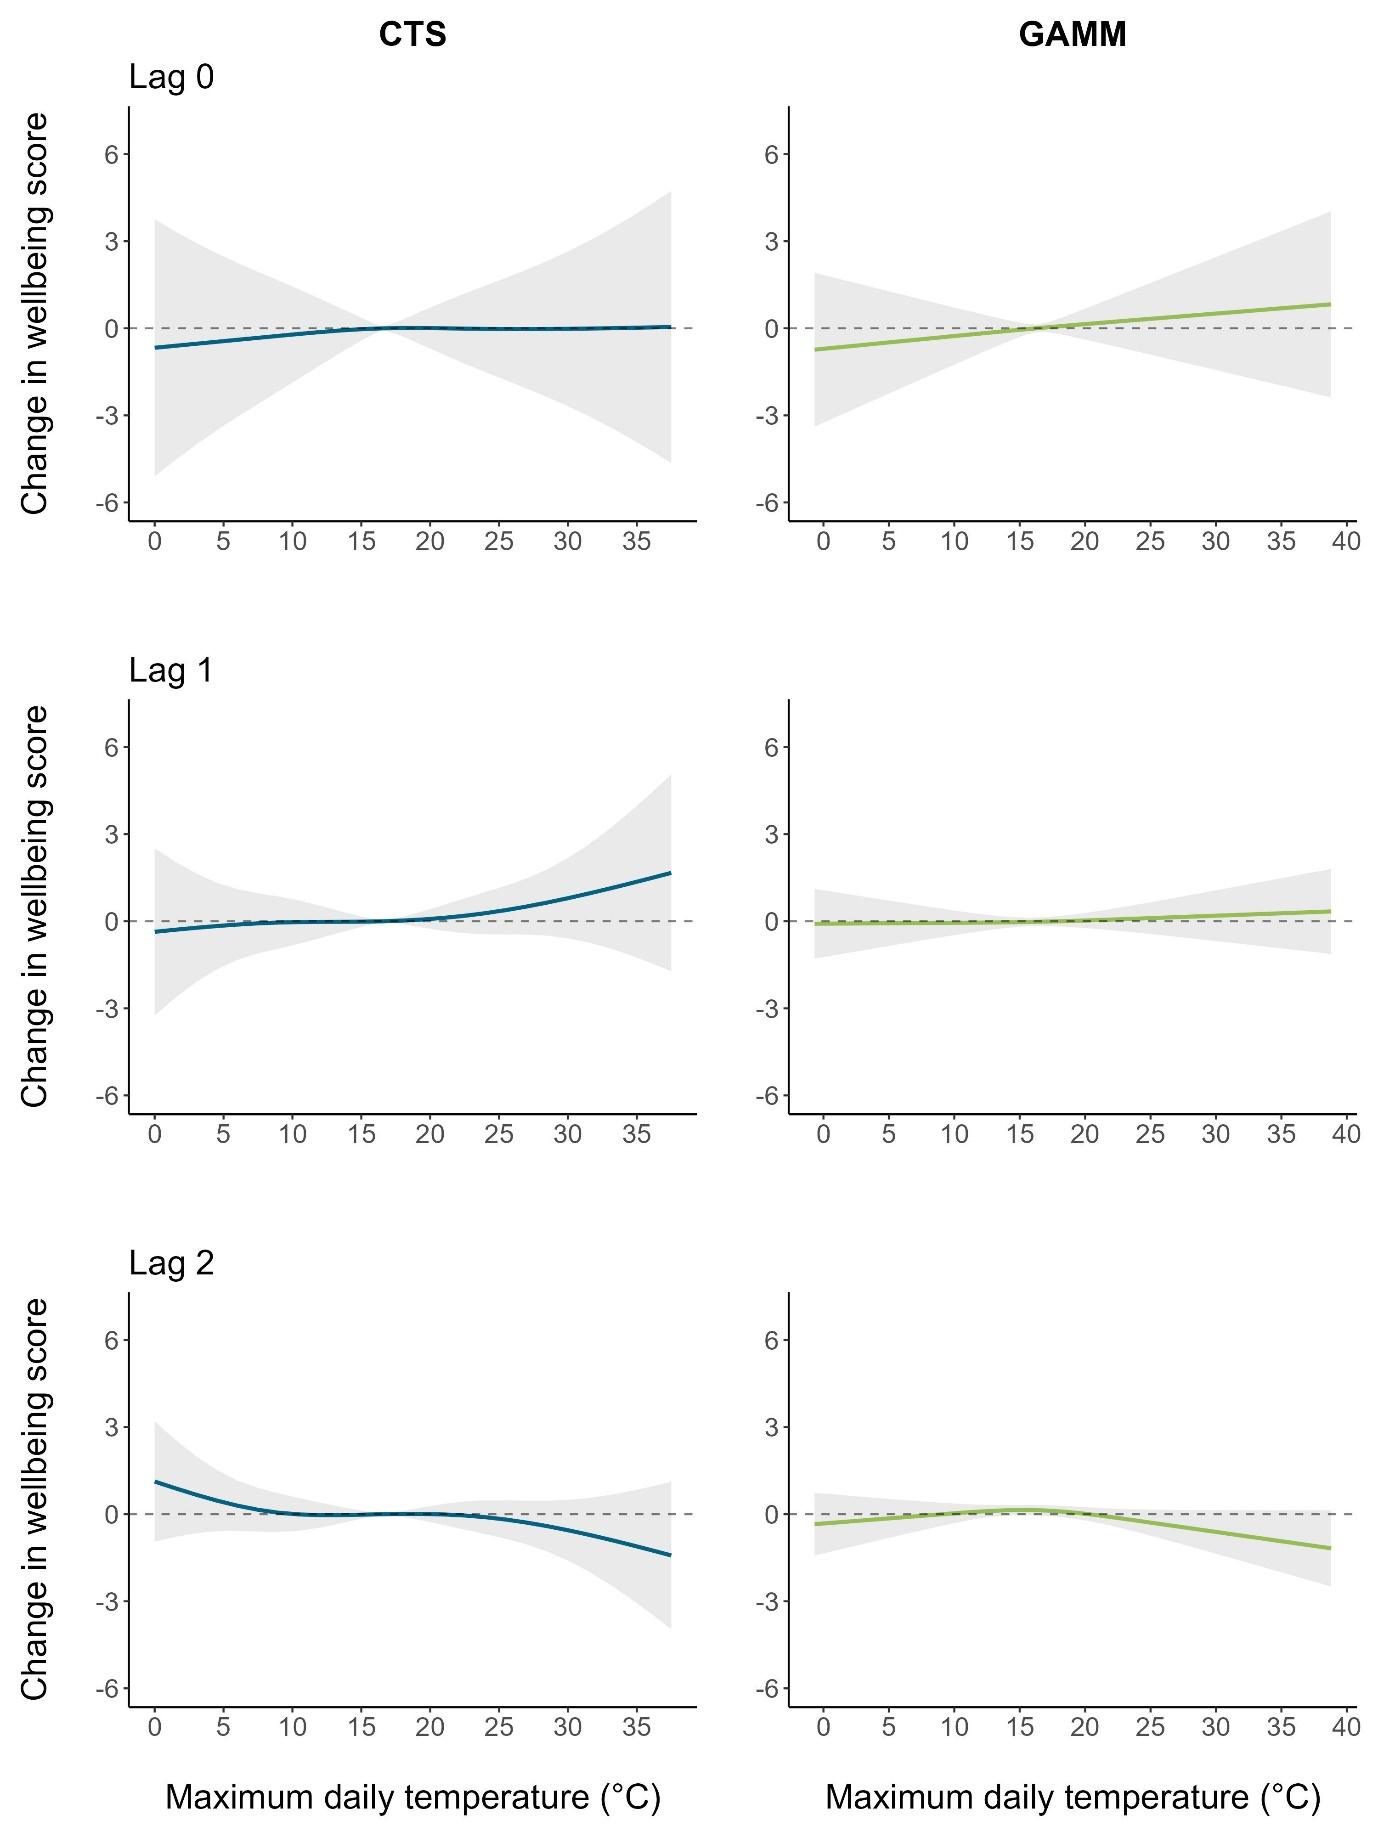 CTS GAMM
Lag 0
Change in wellbeing score
6
3
0
-3
-6
0 5 10 15 20 25 30 35
6
3
0
-3
-6
0 5 10 15 20 25 30 35 40
Lag 1
Change in wellbeing score
6
3
0
-3
-6
0 5 10 15 20 25 30 35
6
3
0
-3
-6
0 5 10 15 20 25 30 35 40
Lag 2
Change in wellbeing score
6
3
0
-3
-6
0 5 10 15 20 25 30 35
6
3
0
-3
-6
0 5 10 15 20 25 30 35 40
Maximum daily temperature (°C) Maximum daily temperature (°C)